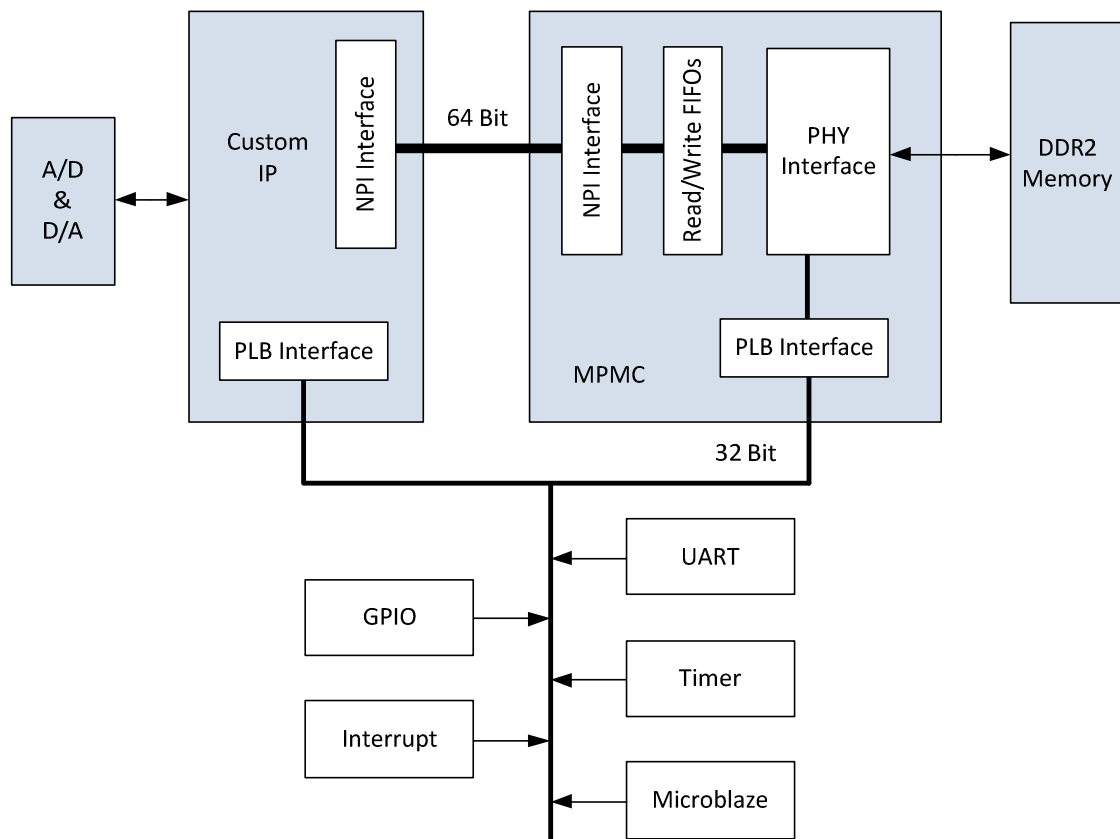 A/D
&
D/A
Custom
IP
NPI Interface
64 Bit
NPI Interface
Read/Write FIFOs
PHY
Interface
DDR2
Memory
PLB Interface
PLB Interface
MPMC
32 Bit
UART
GPIO
Timer
Interrupt
Microblaze